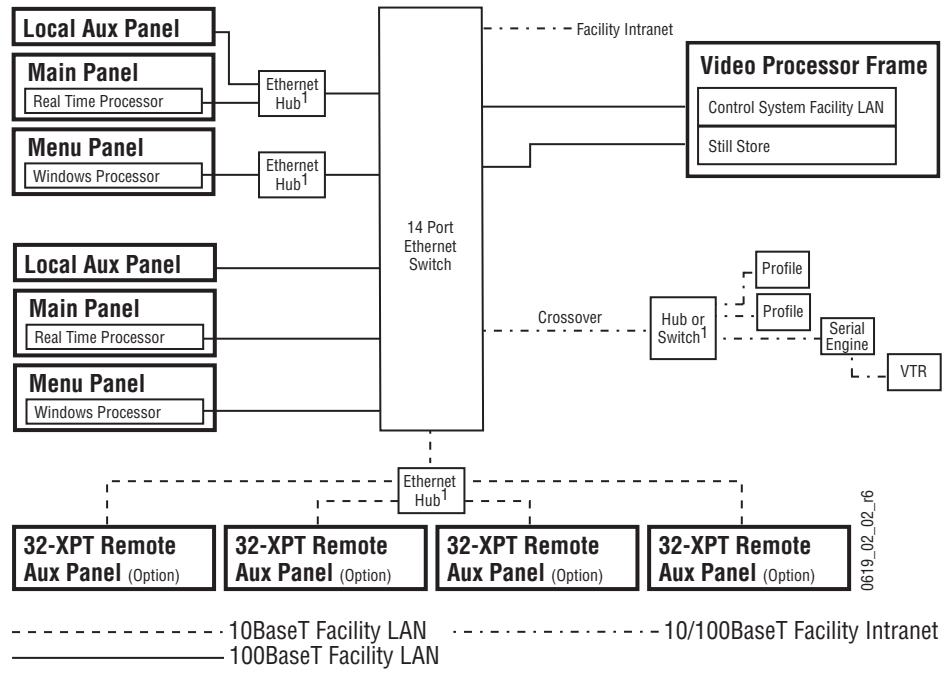 Local Aux Panel
Main Panel
Real Time Processor
Ethernet
Hub1
Menu Panel
Windows Processor
Ethernet
Hub1
Local Aux Panel
Main Panel
Real Time Processor
Menu Panel
Windows Processor
14 Port
Ethernet
Switch
Facility Intranet
Video Processor Frame
Control System Facility LAN
Still Store
Crossover
Hub or
Switch1
Profile
Profile
Serial
Engine
VTR
Ethernet
Hub1
32-XPT Remote
Aux Panel (Option)
32-XPT Remote
Aux Panel (Option)
32-XPT Remote
Aux Panel (Option)
32-XPT Remote
Aux Panel (Option)
0619_02_02_r6
10BaseT Facility LAN
10/100BaseT Facility Intranet
100BaseT Facility LAN